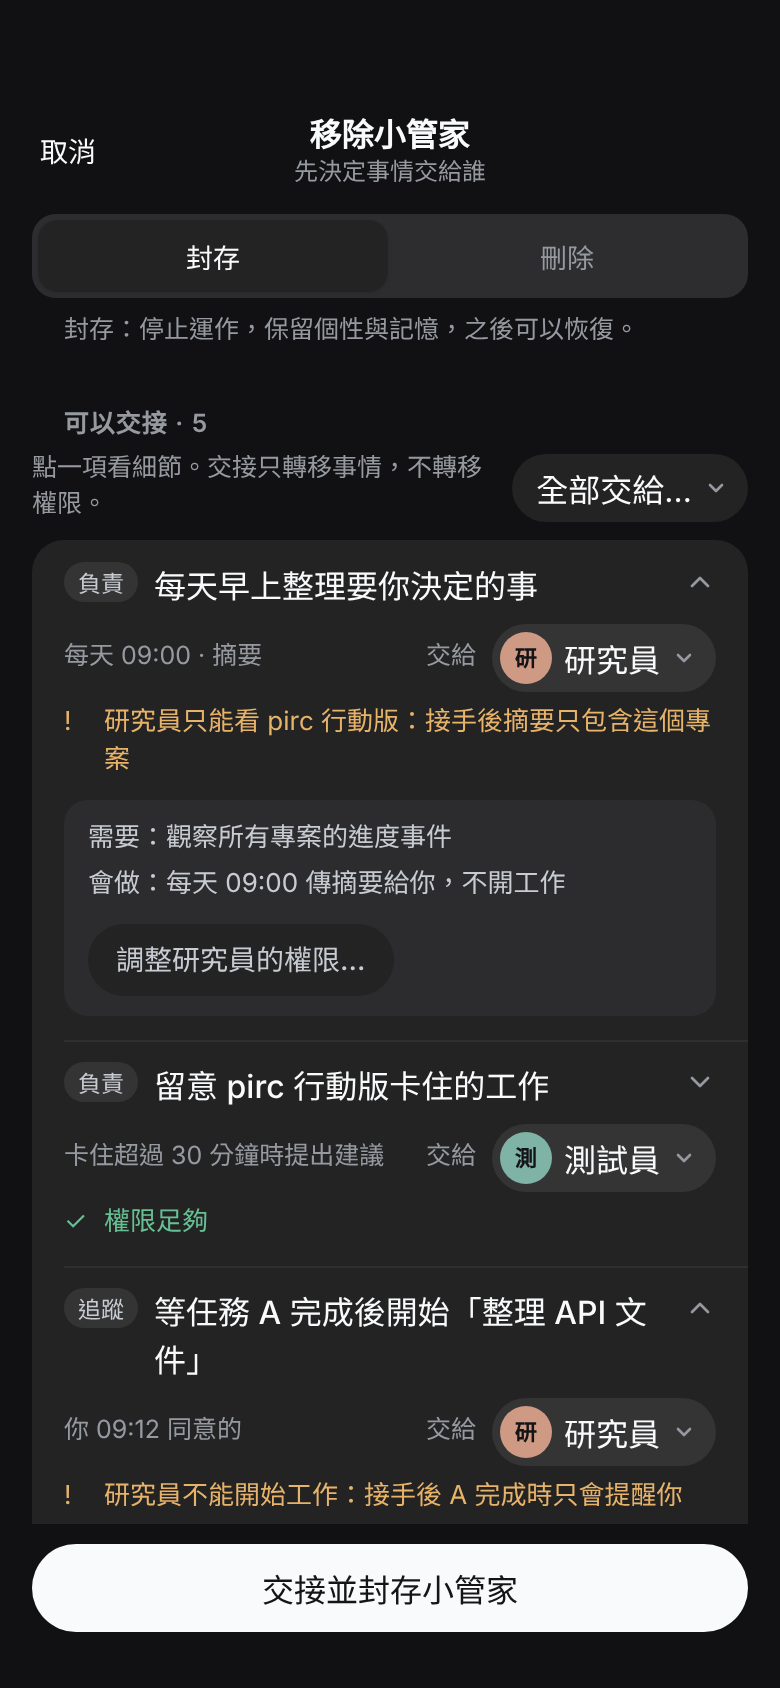 取消
移除小管家
先決定事情交給誰
封存
刪除
封存：停止運作，保留個性與記憶，之後可以恢復。
可以交接 · 5
點一項看細節。交接只轉移事情，不轉移
權限。
全部交給...
負責
每天早上整理要你決定的事
每天 09:00 · 摘要
交給
研
研究員
! 研究員只能看 pirc 行動版：接手後摘要只包含這個專
案
需要：觀察所有專案的進度事件
會做：每天 09:00 傳摘要給你，不開工作
調整研究員的權限...
負責
留意 pirc 行動版卡住的工作
卡住超過 30 分鐘時提出建議
交給
測
測試員
✓ 權限足夠
追蹤
等任務 A 完成後開始「整理 API 文
件」
你 09:12 同意的
交給
研
研究員
! 研究員不能開始工作：接手後 A 完成時只會提醒你
交接並封存小管家